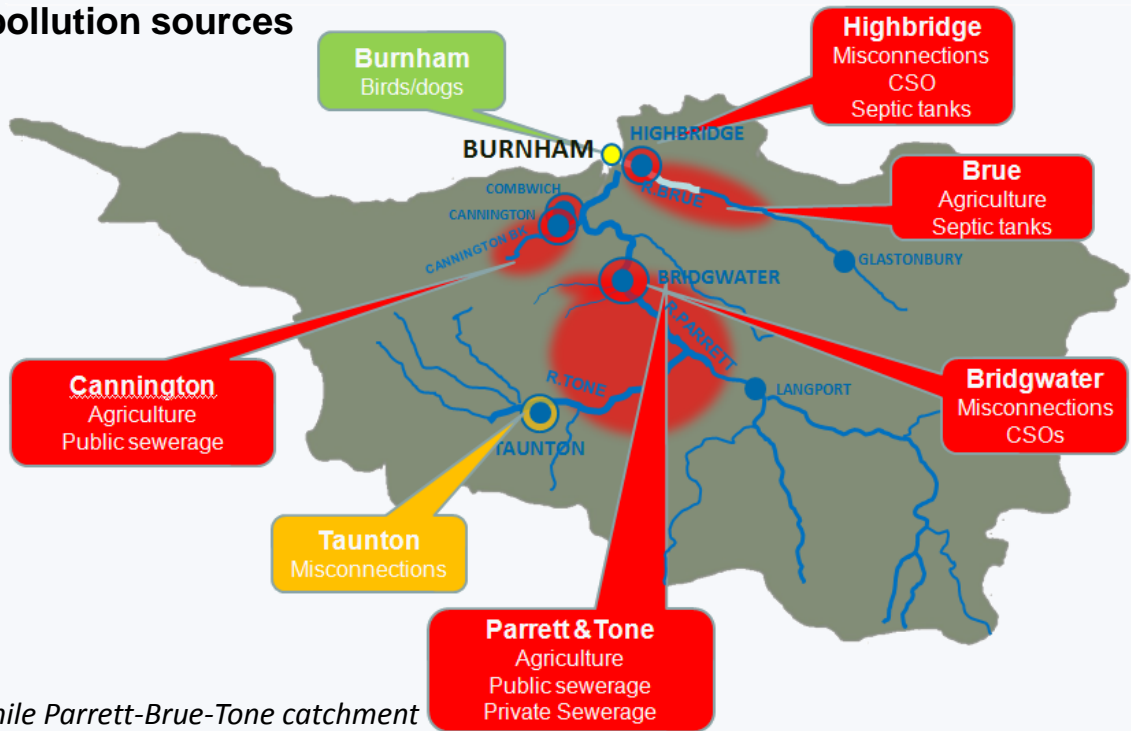 pollution sources
Burnham
Birds/dogs
Highbridge
Misconnections
CSO
Septic tanks
HIGHBRIDGE
BURNHAM
R.BRUE
Brue
Agriculture
Septic tanks
COMBWICH
CANNINGTON
CANNINGTON BK
GLASTONBURY
BRIDGWATER
R.PARRETT
Cannington
Agriculture
Public sewerage
R.TONE
LANGPORT
Bridgwater
Misconnections
CSOs
TAUNTON
Taunton
Misconnections
Parrett & Tone
Agriculture
Public sewerage
Private Sewerage
Parrett-Brue-Tone catchment